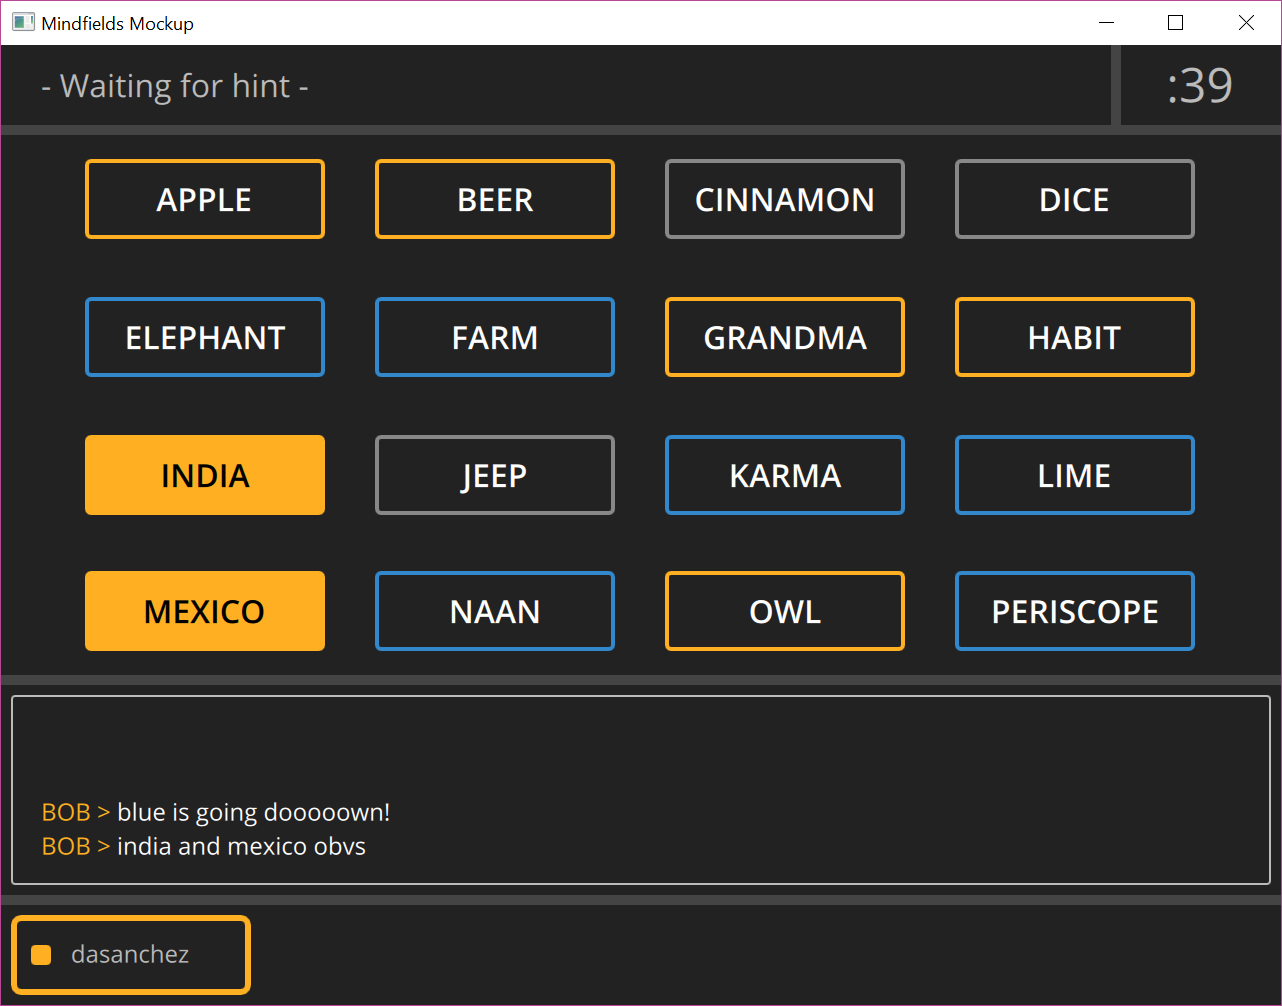 Mindfields Mockup
- Waiting for hint -
:39
APPLE
BEER
CINNAMON
DICE
ELEPHANT
FARM
GRANDMA
HABIT
INDIA
JEEP
KARMA
LIME
MEXICO
NAAN
OWL
PERISCOPE
BOB > blue is going dooooown!
BOB > india and mexico obvs
dasanchez